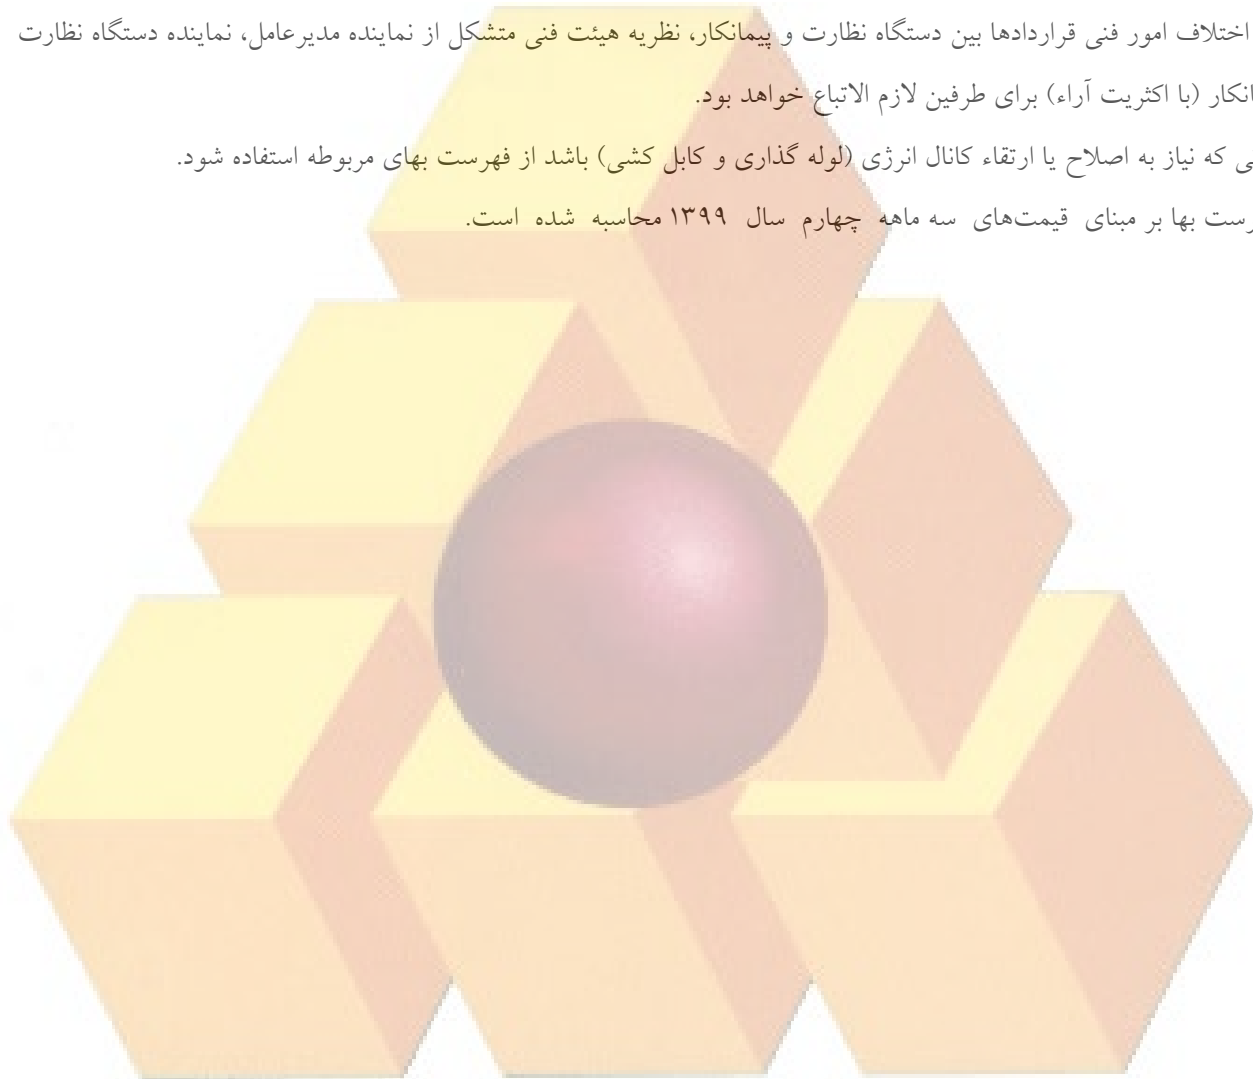 اختلاف امور فنی قراردادها بین دستگاه نظارت و پیمانکار، نظریه هیئت فنی متشکل از نماینده مدیرعامل، نماینده دستگاه نظارت
انکار (با اکثریت آراء) برای طرفین لازم الاتباع خواهد بود.
ی که نیاز به اصلاح یا ارتقاء کانال انرژی (لوله گذاری و کابل کشی) باشد از فهرست بهای مربوطه استفاده شود.
رست بها بر مبنای قیمت‌های سه ماهه چهارم سال ۱۳۹۹ محاسبه شده است.